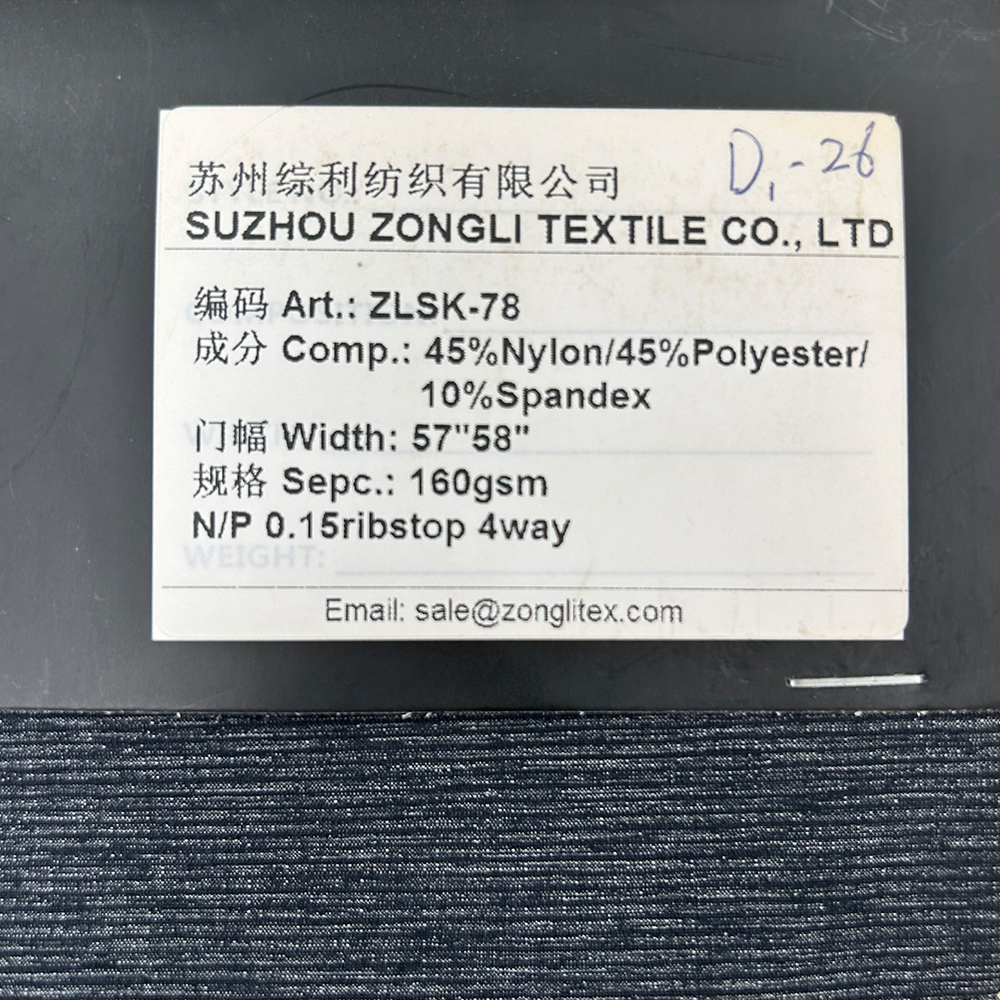 D1-26
苏州综利纺织有限公司
SUZHOU ZONGLI TEXTILE CO., LTD
编码 Art.: ZLSK-78
成分 Comp.: 45%Nylon/45%Polyester/
10%Spandex
门幅 Width: 57"58"
规格 Sepc.: 160gsm
N/P 0.15ribstop 4way
WEIGHT:
Email: sale@zonglitex.com